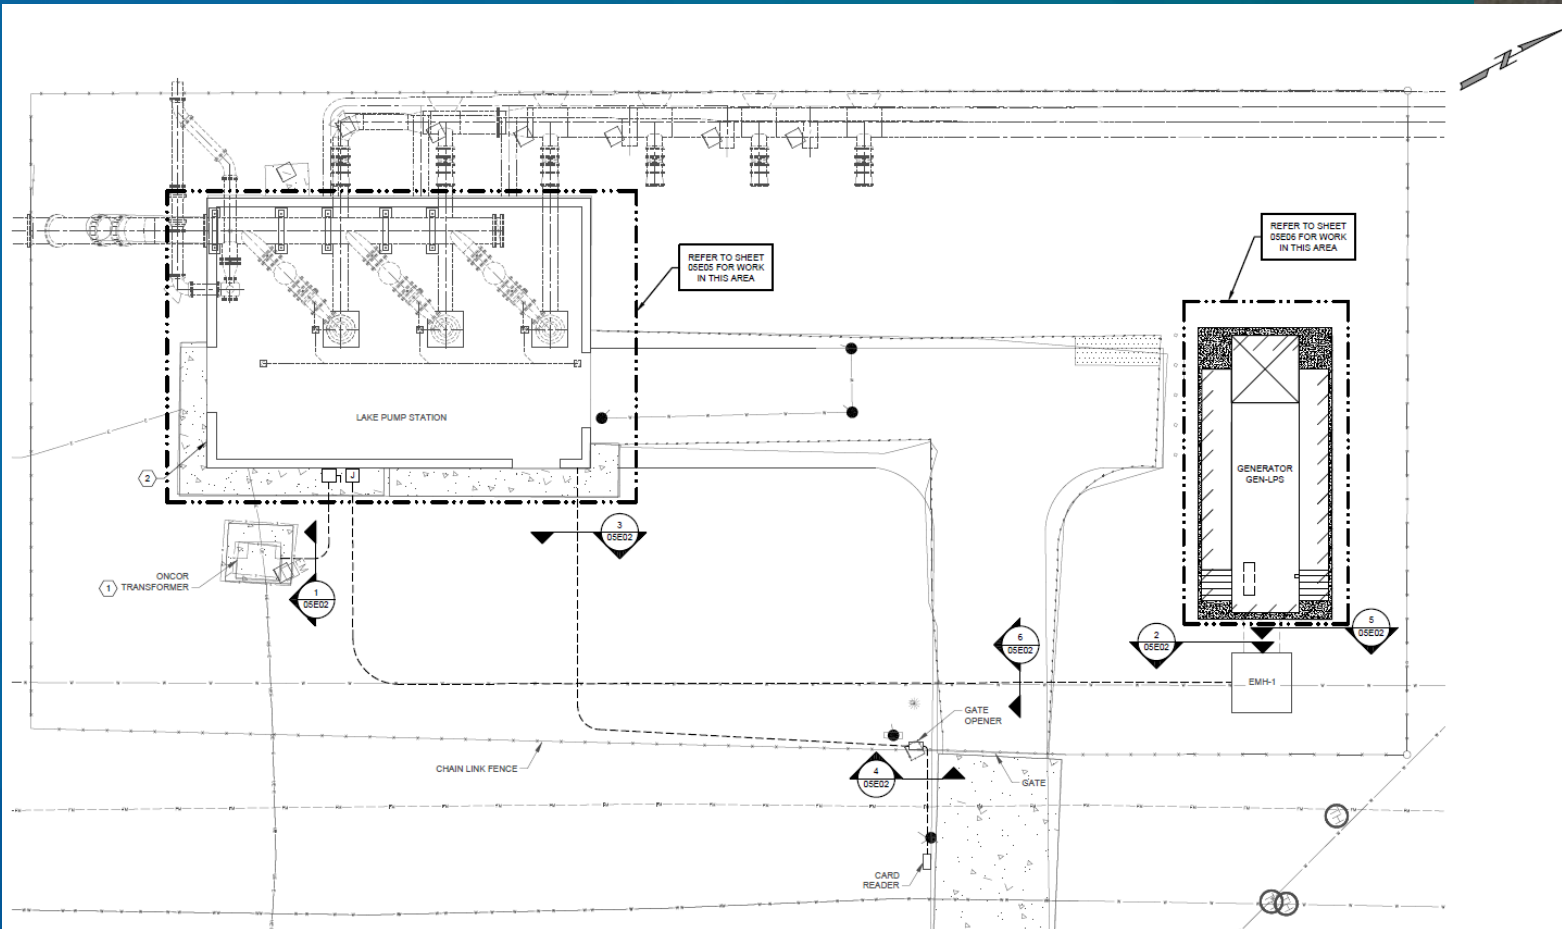 REFER TO SHEET
05E06 FOR WORK
IN THIS AREA
REFER TO SHEET
05E05 FOR WORK
IN THIS AREA
LAKE PUMP STATION
GENERATOR
GEN-LPS
2
J
3
05E02
ONCOR
TRANSFORMER
1
1
05E02
6
05E02
2
05E02
5
05E02
EMH-1
GATE
OPENER
CHAIN LINK FENCE
4
05E02
GATE
CARD
READER